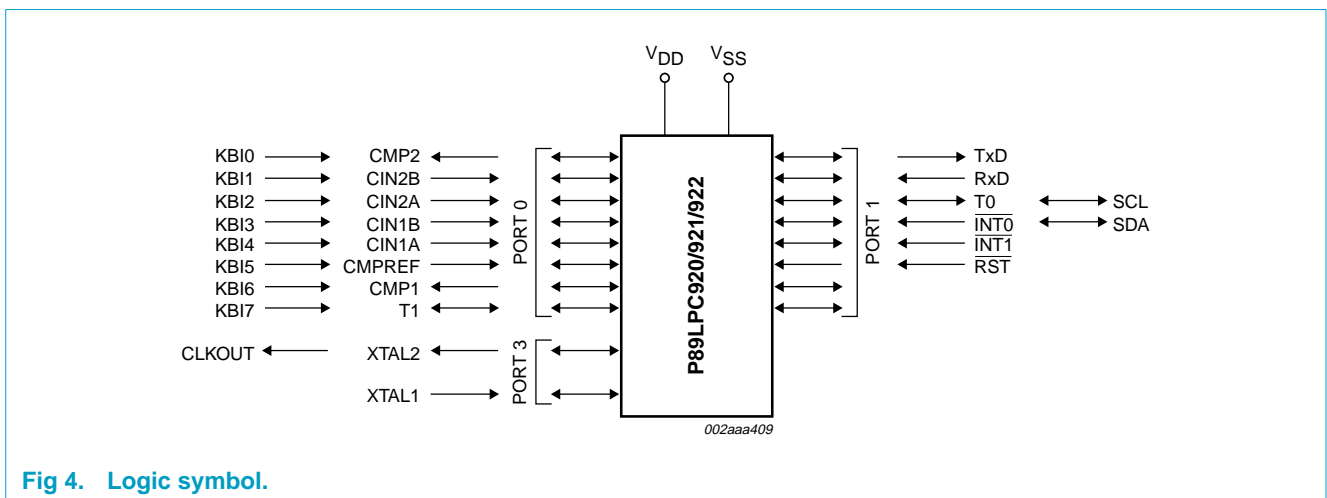 VDD VSS
KBI0 CMP2 TxD
KBI1 CIN2B RxD
KBI2 CIN2A T0 SCL
KBI3 CIN1B INT0 SDA
KBI4 CIN1A INT1
KBI5 CMPREF RST
KBI6 CMP1
KBI7 T1
PORT 0
P89LPC920/921/922
PORT 1
CLKOUT XTAL2
XTAL1
PORT 3
002aaa409
Fig 4. Logic symbol.